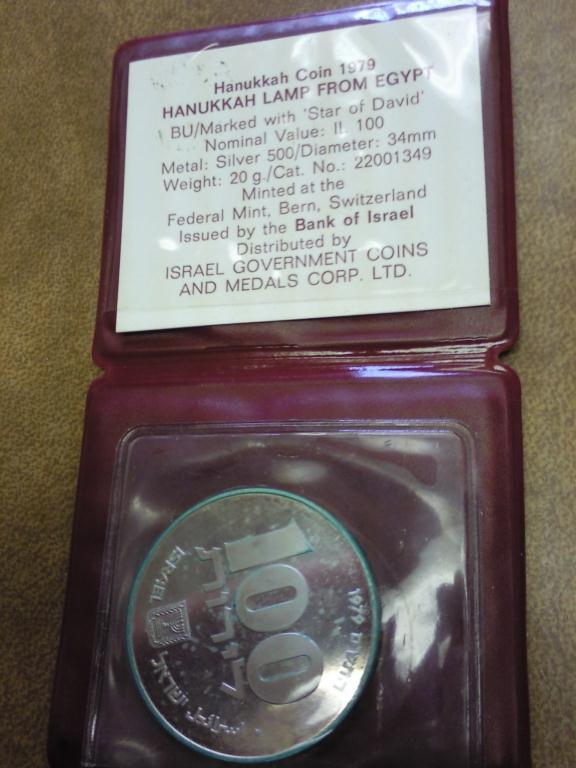 Hanukkah Coin 1979
HANUKKAH LAMP FROM EGYPT
BU/Marked with 'Star of David'
Nominal Value: IL 100
Metal: Silver 500/Diameter: 34mm
Weight: 20 g./Cat. No.: 22001349
Minted at the
Federal Mint, Bern, Switzerland
Issued by the Bank of Israel
Distributed by
ISRAEL GOVERNMENT COINS
AND MEDALS CORP. LTD.
100
לירות
ISRAEL
1979